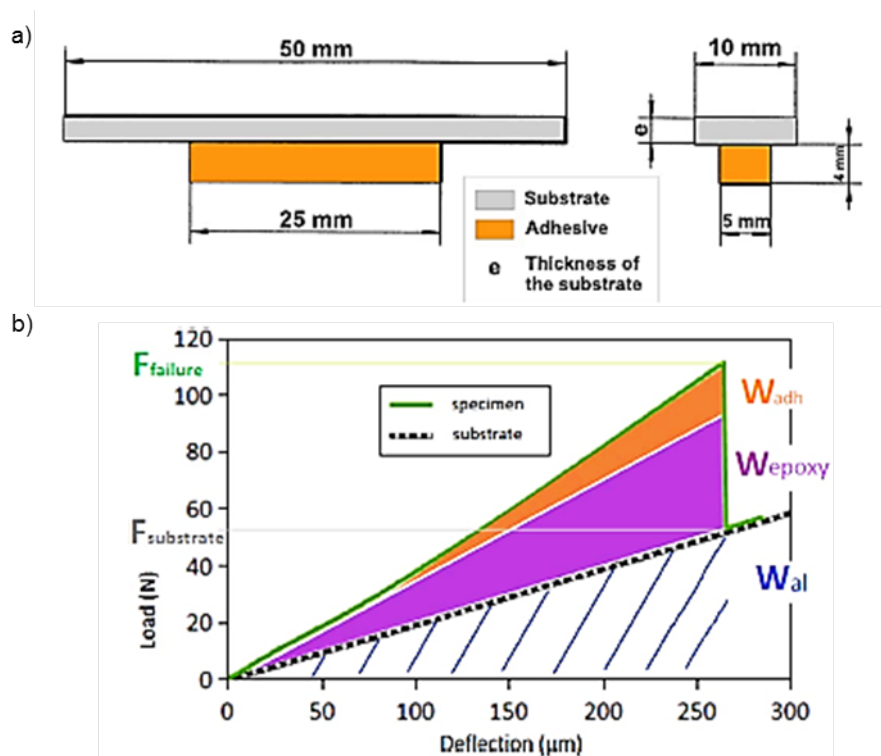 a)
50 mm
10 mm
e
4 mm
25 mm
5 mm
Substrate
Adhesive
e Thickness of
the substrate
b)
120
Ffailure
100
80
60
Fsubstrate
40
20
0
Load (N)
specimen
substrate
Wadh
Wepoxy
Wal
0 50 100 150 200 250 300
Deflection (µm)